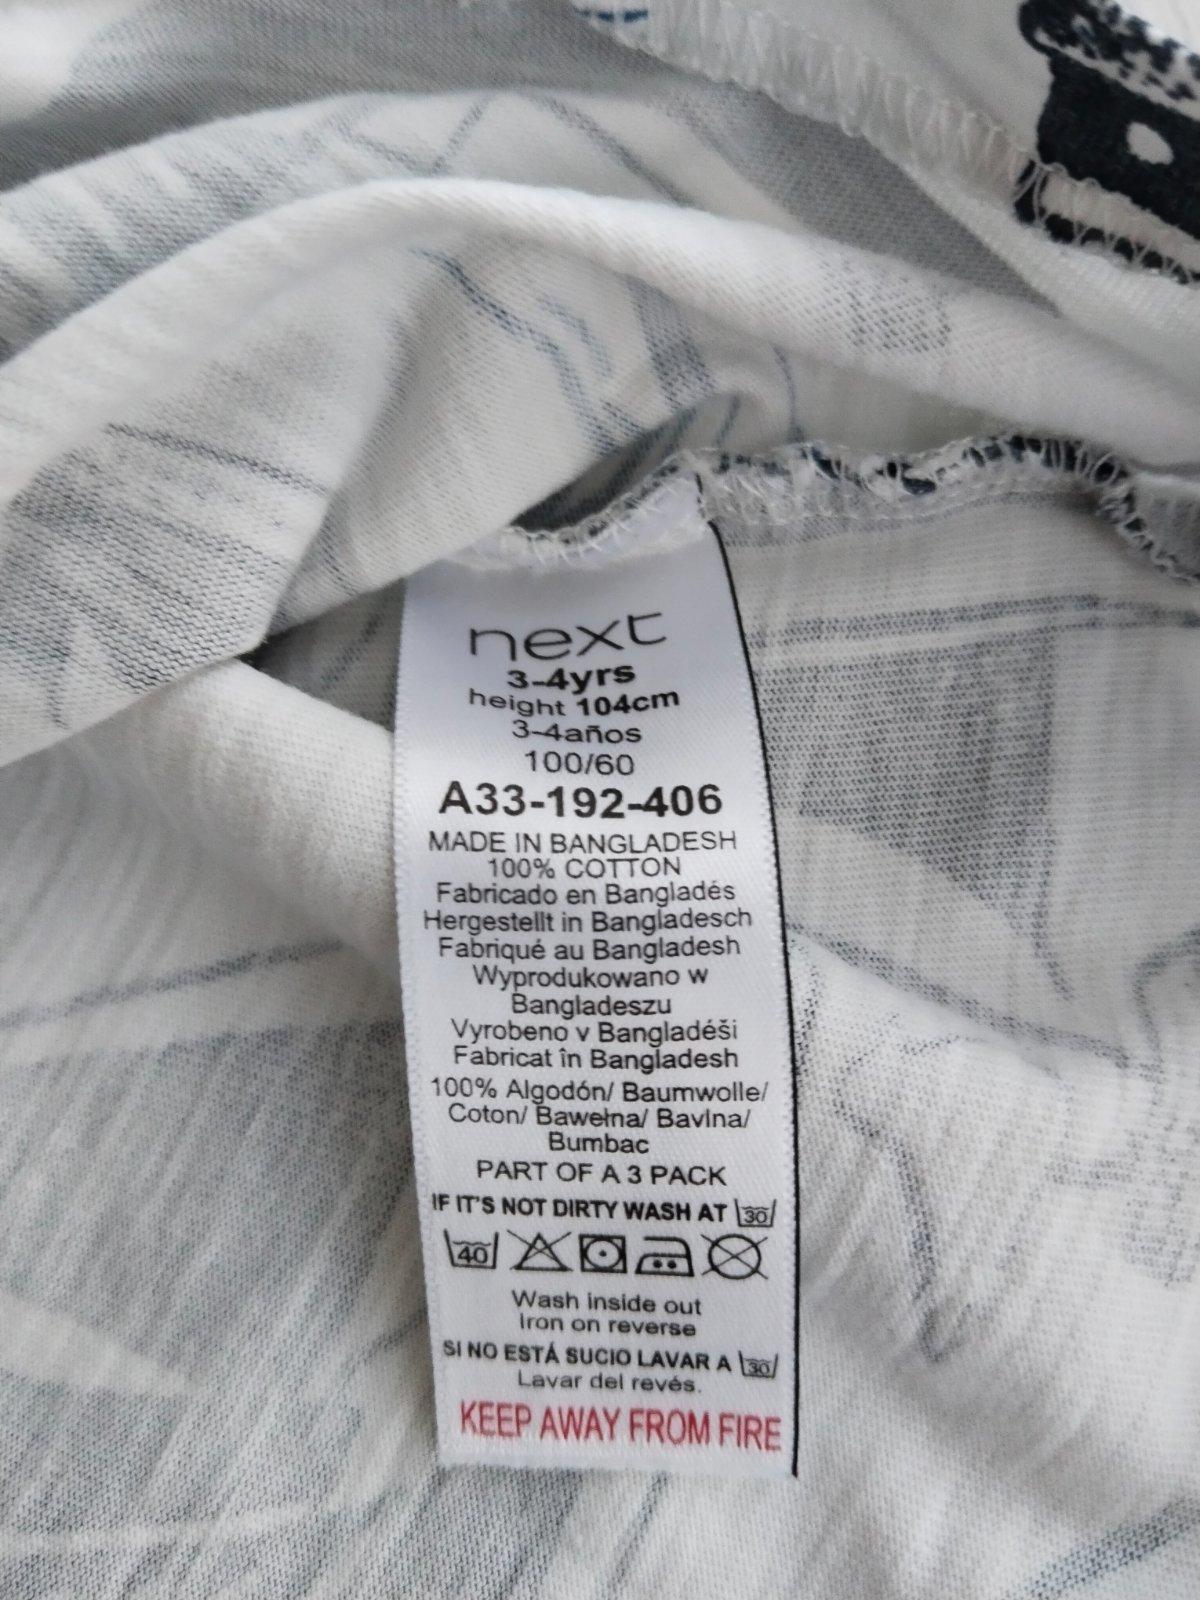 next
3-4yrs
height 104cm
3-4años
100/60
A33-192-406
MADE IN BANGLADESH
100% COTTON
Fabricado en Bangladés
Hergestellt in Bangladesch
Fabriqué au Bangladesh
Wyprodukowano w
Bangladeszu
Vyrobeno v Bangladéši
Fabricat în Bangladesh
100% Algodón/ Baumwolle/
Coton/ Bawełna/ Bavlna/
Bumbac
PART OF A 3 PACK
IF IT'S NOT DIRTY WASH AT 30
40
Wash inside out
Iron on reverse
SI NO ESTÁ SUCIO LAVAR A 30
Lavar del revés.
KEEP AWAY FROM FIRE